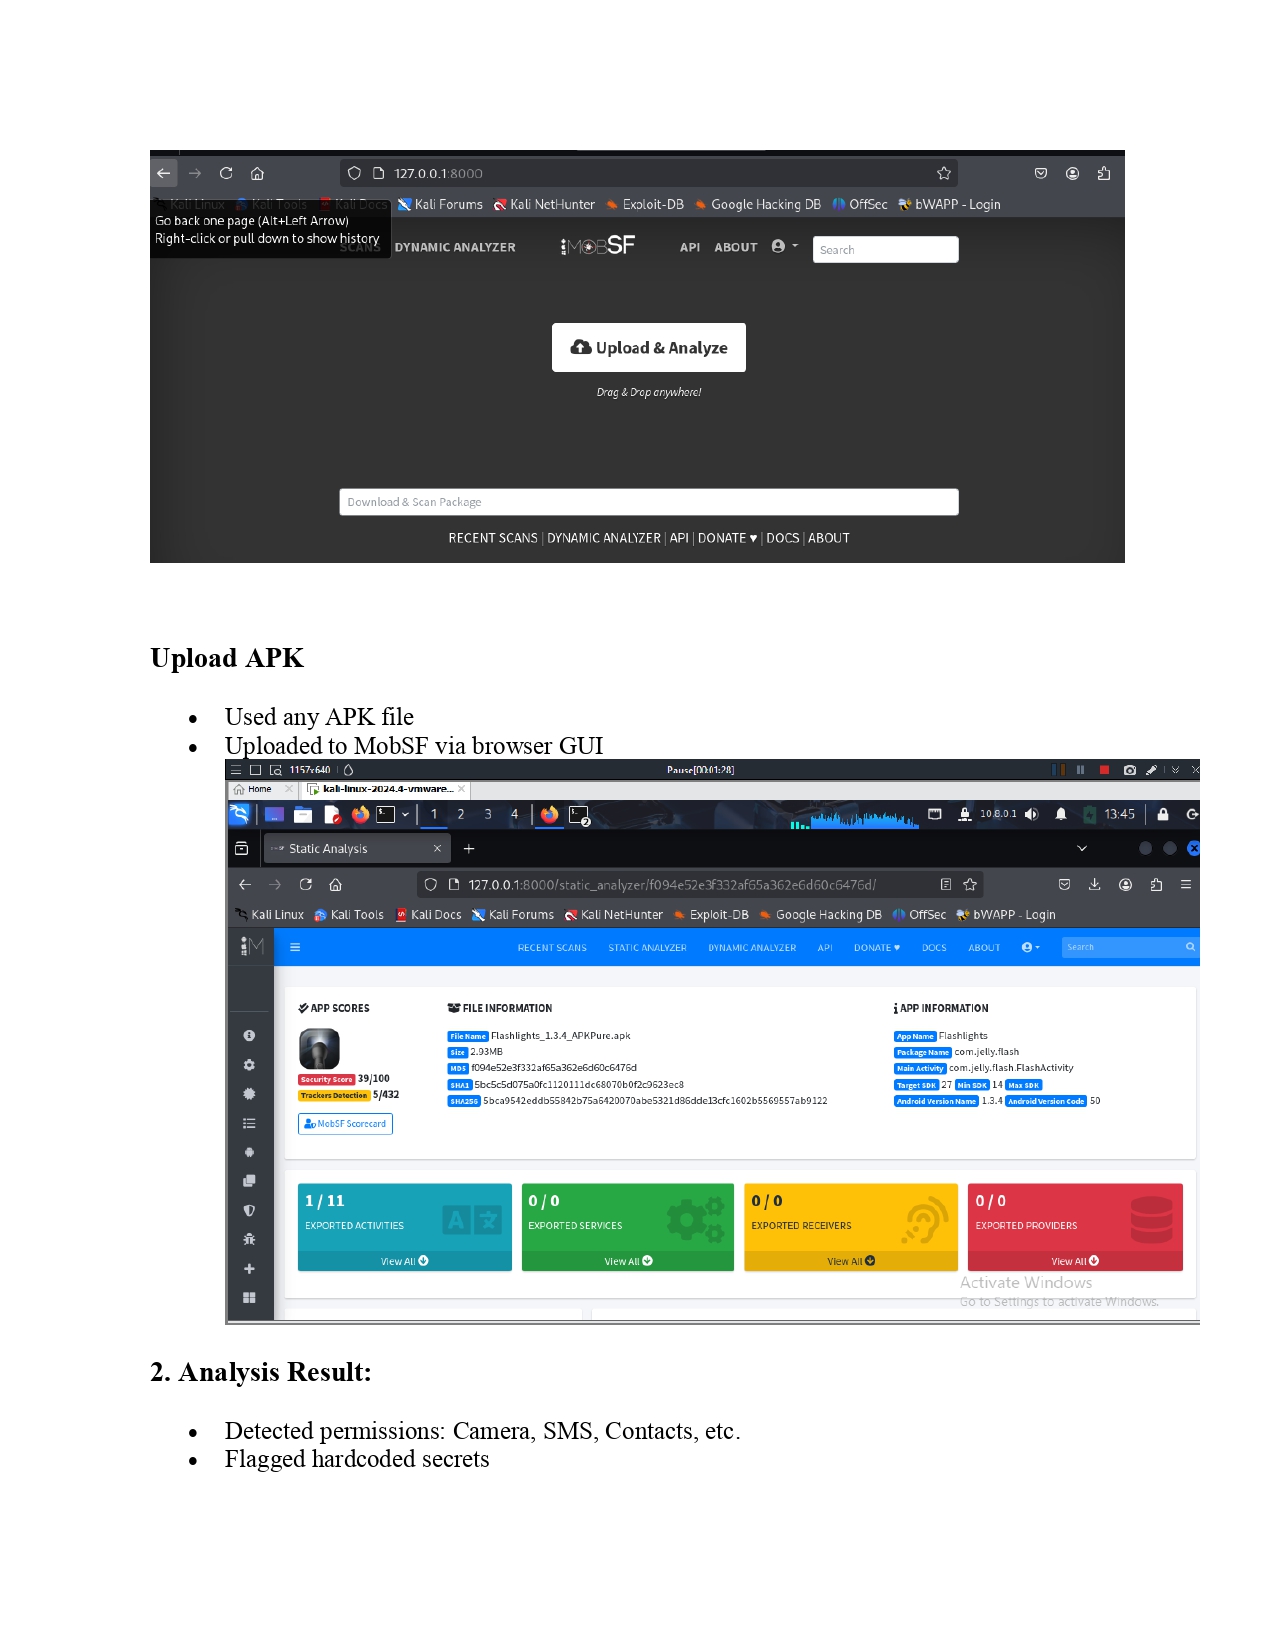 127.0.0.1:8000
Kali Linux Kali Tools Kali Docs Kali Forums Kali NetHunter Exploit-DB Google Hacking DB OffSec bWAPP - Login
Go back one page (Alt+Left Arrow)
Right-click or pull down to show history
SCANS DYNAMIC ANALYZER MobSF API ABOUT Search
Upload & Analyze
Drag & Drop anywhere!
Download & Scan Package
RECENT SCANS | DYNAMIC ANALYZER | API | DONATE ♥ | DOCS | ABOUT
Upload APK
• Used any APK file
• Uploaded to MobSF via browser GUI
1157x640 Pause[00:01:28]
Home kali-linux-2024.4-vmware...
1 2 3 4 2 10.8.0.1 13:45
Static Analysis
127.0.0.1:8000/static_analyzer/f094e52e3f332af65a362e6d60c6476d/
Kali Linux Kali Tools Kali Docs Kali Forums Kali NetHunter Exploit-DB Google Hacking DB OffSec bWAPP - Login
RECENT SCANS STATIC ANALYZER DYNAMIC ANALYZER API DONATE ♥ DOCS ABOUT Search
APP SCORES
Security Score 39/100
Trackers Detection 5/432
MobSF Scorecard
FILE INFORMATION
File Name Flashlights_1.3.4_APKPure.apk
Size 2.93MB
MD5 f094e52e3f332af65a362e6d60c6476d
SHA1 5bc5c5d075a0fc1120111dc68070b0f2c9623ec8
SHA256 5bca9542eddb55842b75a6420070abe5321d86dde13cfc1602b5569557ab9122
APP INFORMATION
App Name Flashlights
Package Name com.jelly.flash
Main Activity com.jelly.flash.FlashActivity
Target SDK 27 Min SDK 14 Max SDK
Android Version Name 1.3.4 Android Version Code 50
1 / 11
EXPORTED ACTIVITIES
View All
0 / 0
EXPORTED SERVICES
View All
0 / 0
EXPORTED RECEIVERS
View All
0 / 0
EXPORTED PROVIDERS
View All
Activate Windows
Go to Settings to activate Windows.
2. Analysis Result:
• Detected permissions: Camera, SMS, Contacts, etc.
• Flagged hardcoded secrets